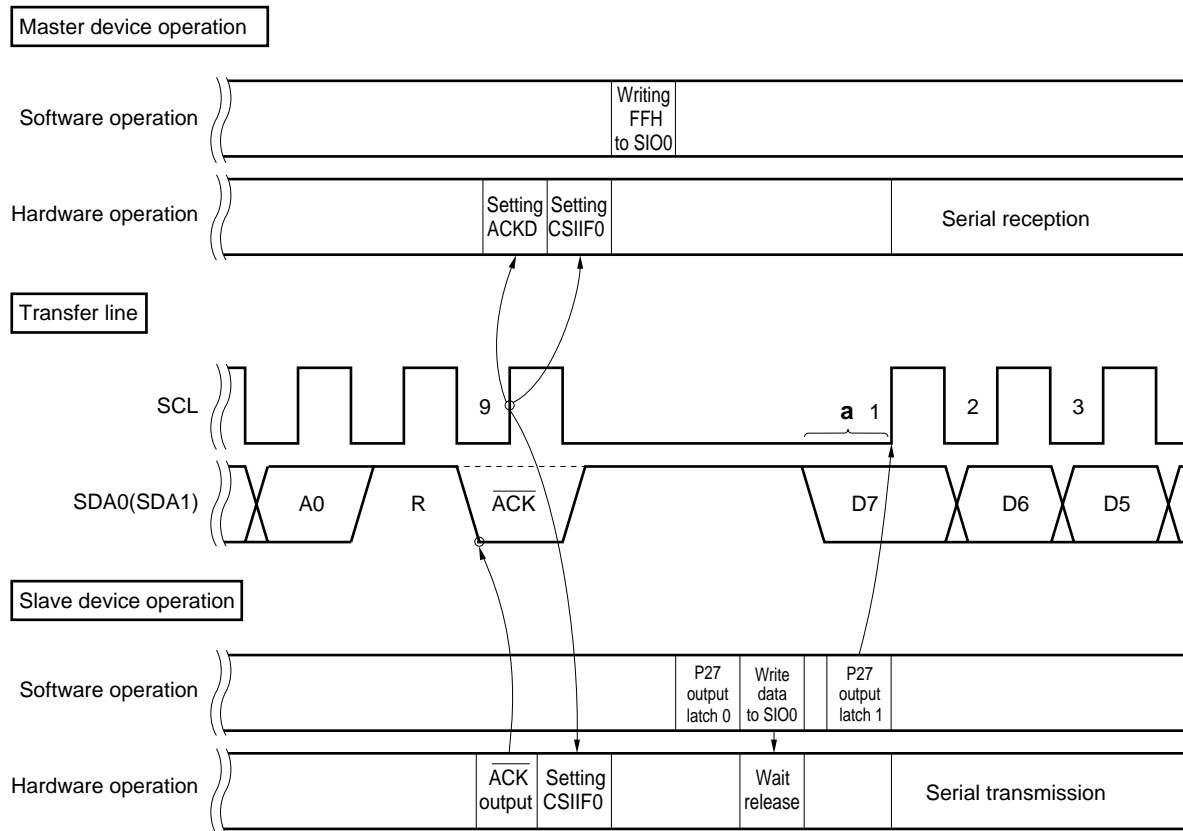 Master device operation
Software operation
Writing
FFH
to SIO0
Hardware operation
Setting
ACKD
Setting
CSIIF0
Serial reception
Transfer line
SCL
9
a 1
2
3
SDA0(SDA1)
A0
R
ACK
D7
D6
D5
Slave device operation
Software operation
P27
output
latch 0
Write
data
to SIO0
P27
output
latch 1
Hardware operation
ACK
output
Setting
CSIIF0
Wait
release
Serial transmission